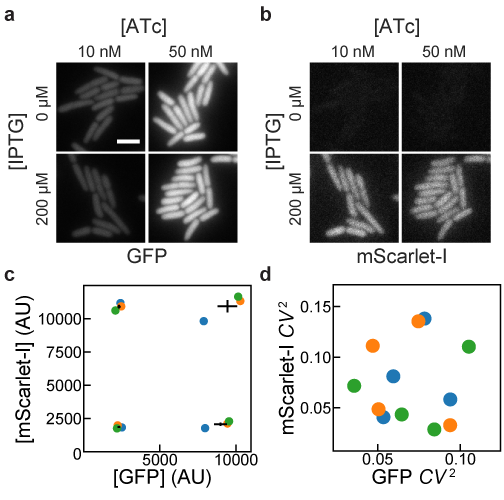 a
[ATc]
10 nM 50 nM
[IPTG]
0 µM
200 µM
GFP
b
[ATc]
10 nM 50 nM
[IPTG]
0 µM
200 µM
mScarlet-I
c
[mScarlet-I] (AU)
10000
7500
5000
2500
5000 10000
[GFP] (AU)
d
mScarlet-I CV²
0.15
0.10
0.05
0.05 0.10
GFP CV²